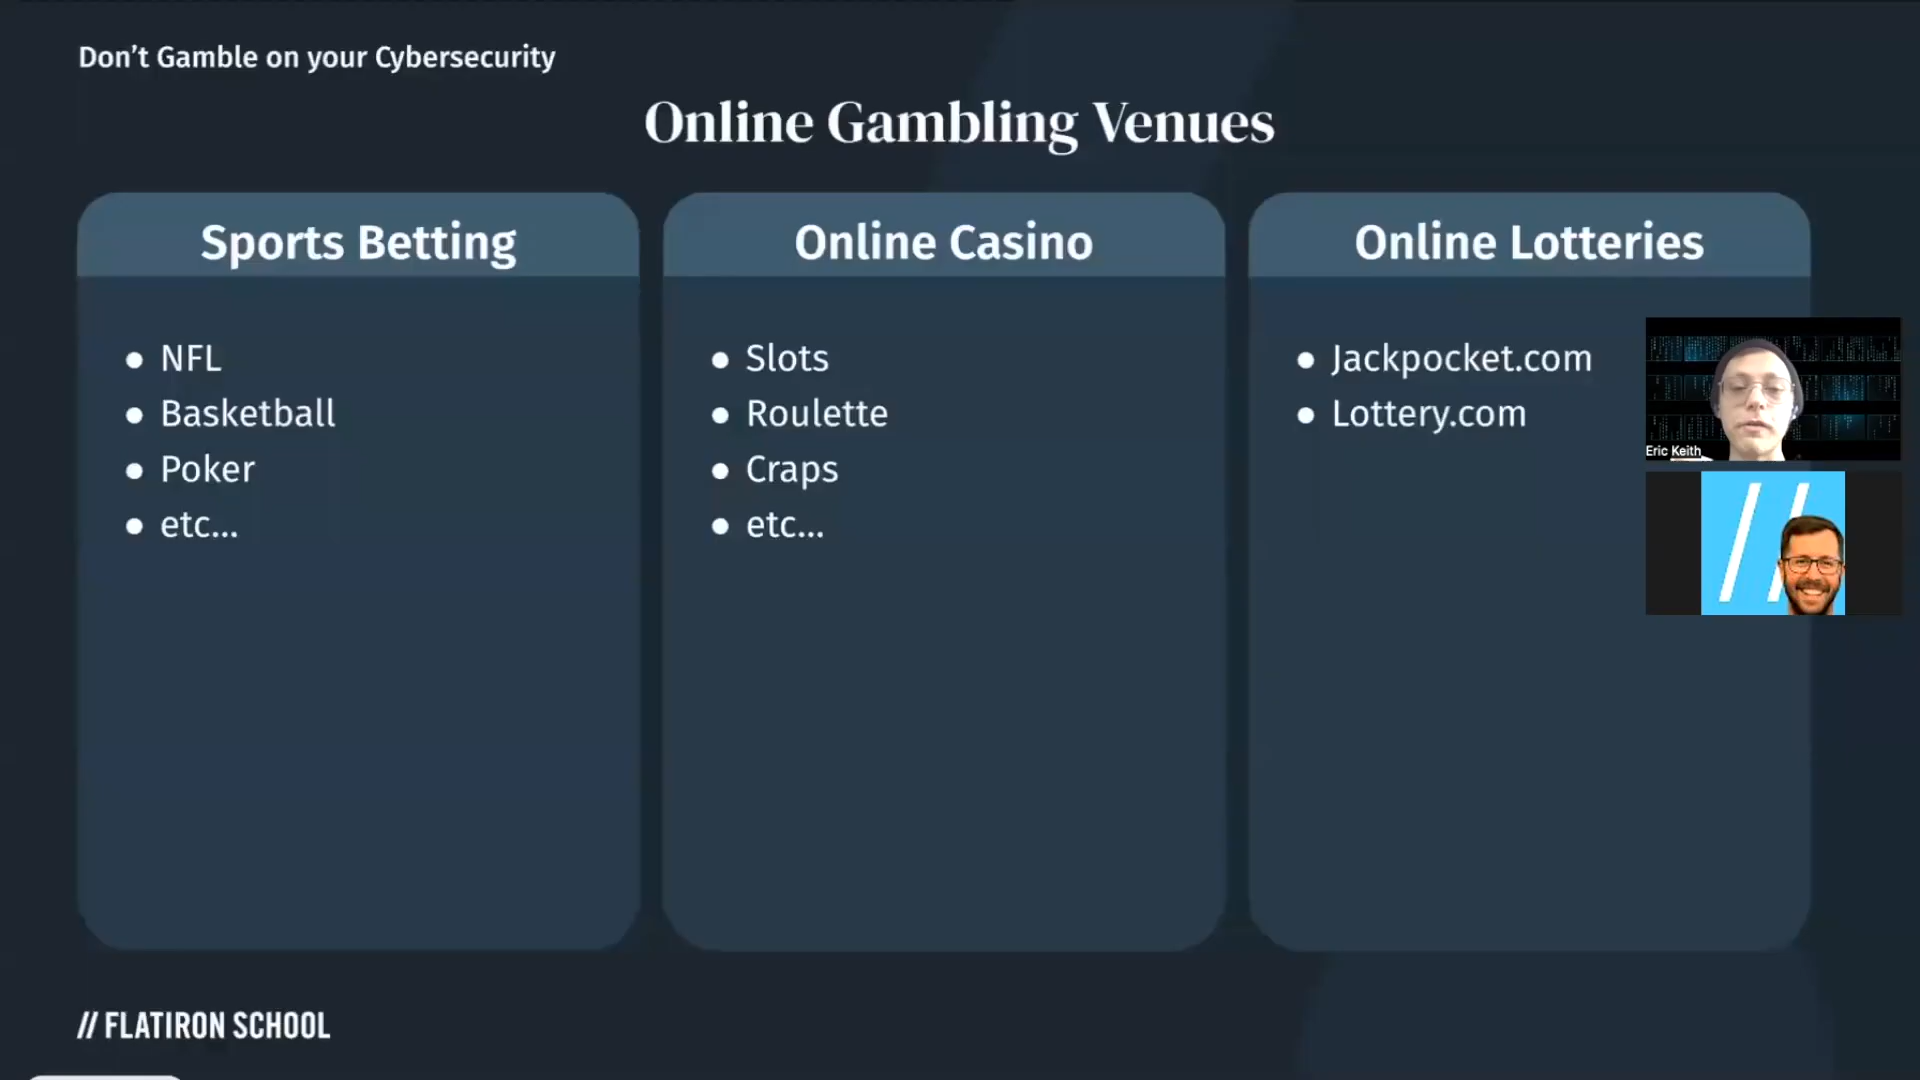 Don’t Gamble on your Cybersecurity
Online Gambling Venues
Sports Betting
• NFL
• Basketball
• Poker
• etc...
Online Casino
• Slots
• Roulette
• Craps
• etc...
Online Lotteries
• Jackpocket.com
• Lottery.com
Eric Keith
// FLATIRON SCHOOL